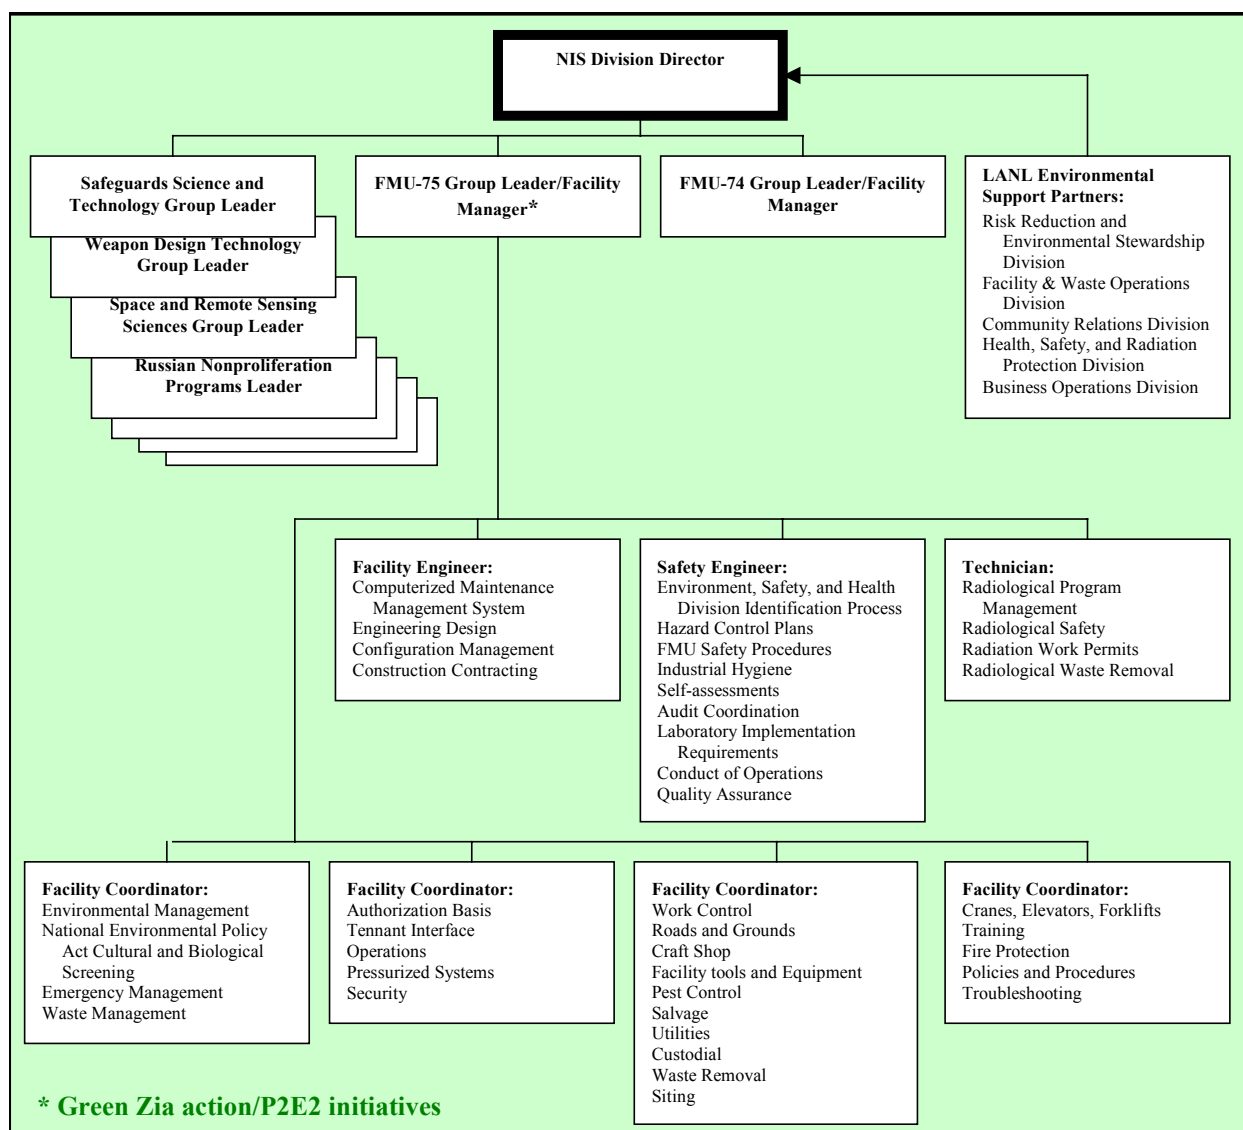 NIS Division Director
Safeguards Science and
Technology Group Leader
Weapon Design Technology
Group Leader
Space and Remote Sensing
Sciences Group Leader
Russian Nonproliferation
Programs Leader
FMU-75 Group Leader/Facility
Manager*
FMU-74 Group Leader/Facility
Manager
LANL Environmental
Support Partners:
Risk Reduction and
Environmental Stewardship
Division
Facility & Waste Operations
Division
Community Relations Division
Health, Safety, and Radiation
Protection Division
Business Operations Division
Facility Engineer:
Computerized Maintenance
Management System
Engineering Design
Configuration Management
Construction Contracting
Safety Engineer:
Environment, Safety, and Health
Division Identification Process
Hazard Control Plans
FMU Safety Procedures
Industrial Hygiene
Self-assessments
Audit Coordination
Laboratory Implementation
Requirements
Conduct of Operations
Quality Assurance
Technician:
Radiological Program
Management
Radiological Safety
Radiation Work Permits
Radiological Waste Removal
Facility Coordinator:
Environmental Management
National Environmental Policy
Act Cultural and Biological
Screening
Emergency Management
Waste Management
Facility Coordinator:
Authorization Basis
Tennant Interface
Operations
Pressurized Systems
Security
Facility Coordinator:
Work Control
Roads and Grounds
Craft Shop
Facility tools and Equipment
Pest Control
Salvage
Utilities
Custodial
Waste Removal
Siting
Facility Coordinator:
Cranes, Elevators, Forklifts
Training
Fire Protection
Policies and Procedures
Troubleshooting
* Green Zia action/P2E2 initiatives